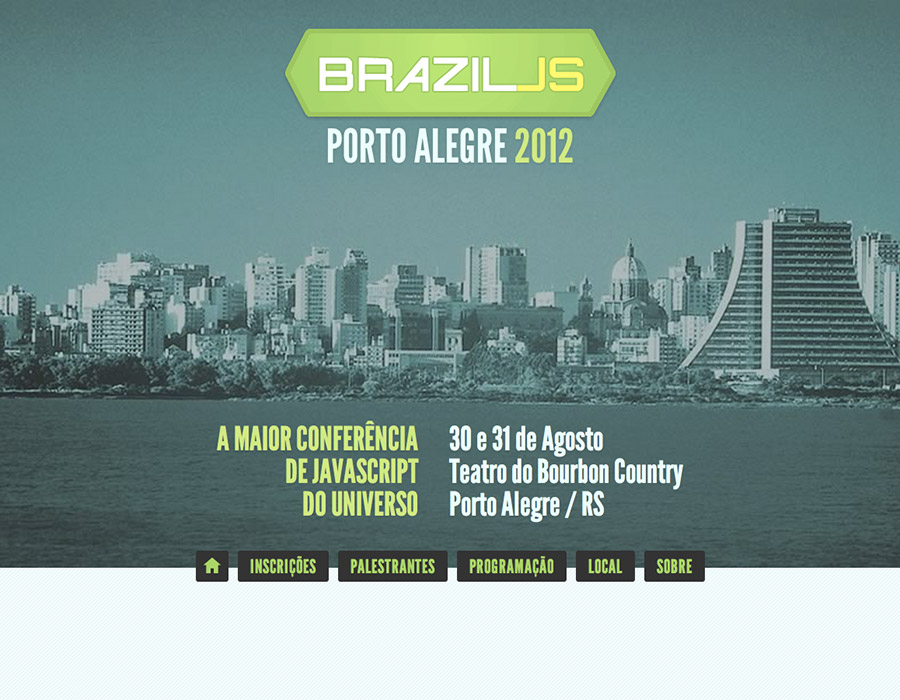 BRAZILJS
PORTO ALEGRE 2012
A MAIOR CONFERÊNCIA
DE JAVASCRIPT
DO UNIVERSO
30 e 31 de Agosto
Teatro do Bourbon Country
Porto Alegre / RS
INSCRIÇÕES
PALESTRANTES
PROGRAMAÇÃO
LOCAL
SOBRE